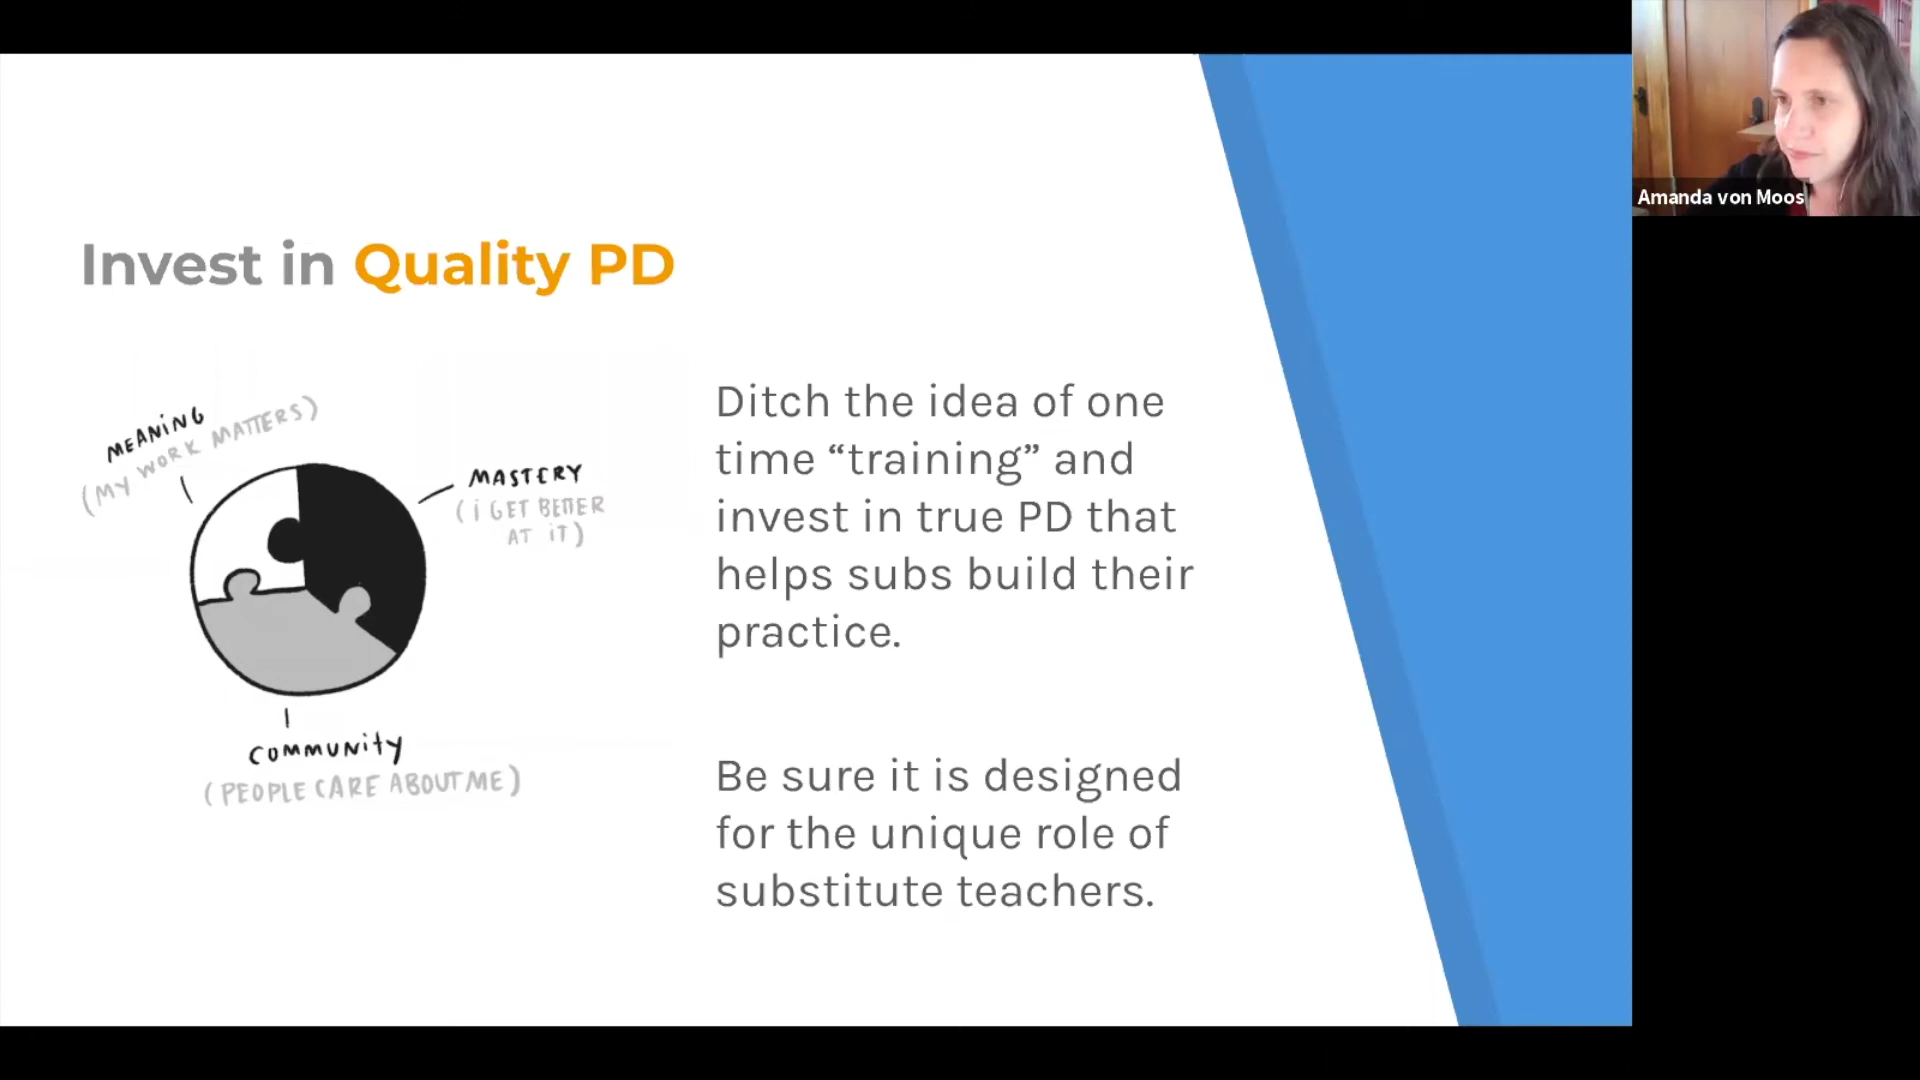 Amanda von Moos
Invest in Quality PD
MEANING
(MY WORK MATTERS)
MASTERY
(I GET BETTER
AT IT)
COMMUNITY
(PEOPLE CARE ABOUT ME)
Ditch the idea of one
time “training” and
invest in true PD that
helps subs build their
practice.
Be sure it is designed
for the unique role of
substitute teachers.